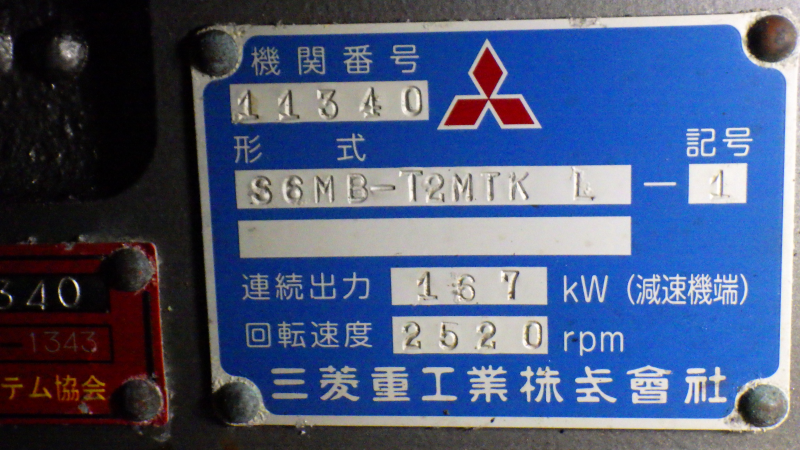 機関番号
11340
形式 記号
S6MB-T2MTK L - 1
連続出力 167 kW (減速機端)
回転速度 2520 rpm
三菱重工業株式會社
340
-1343
テム協会